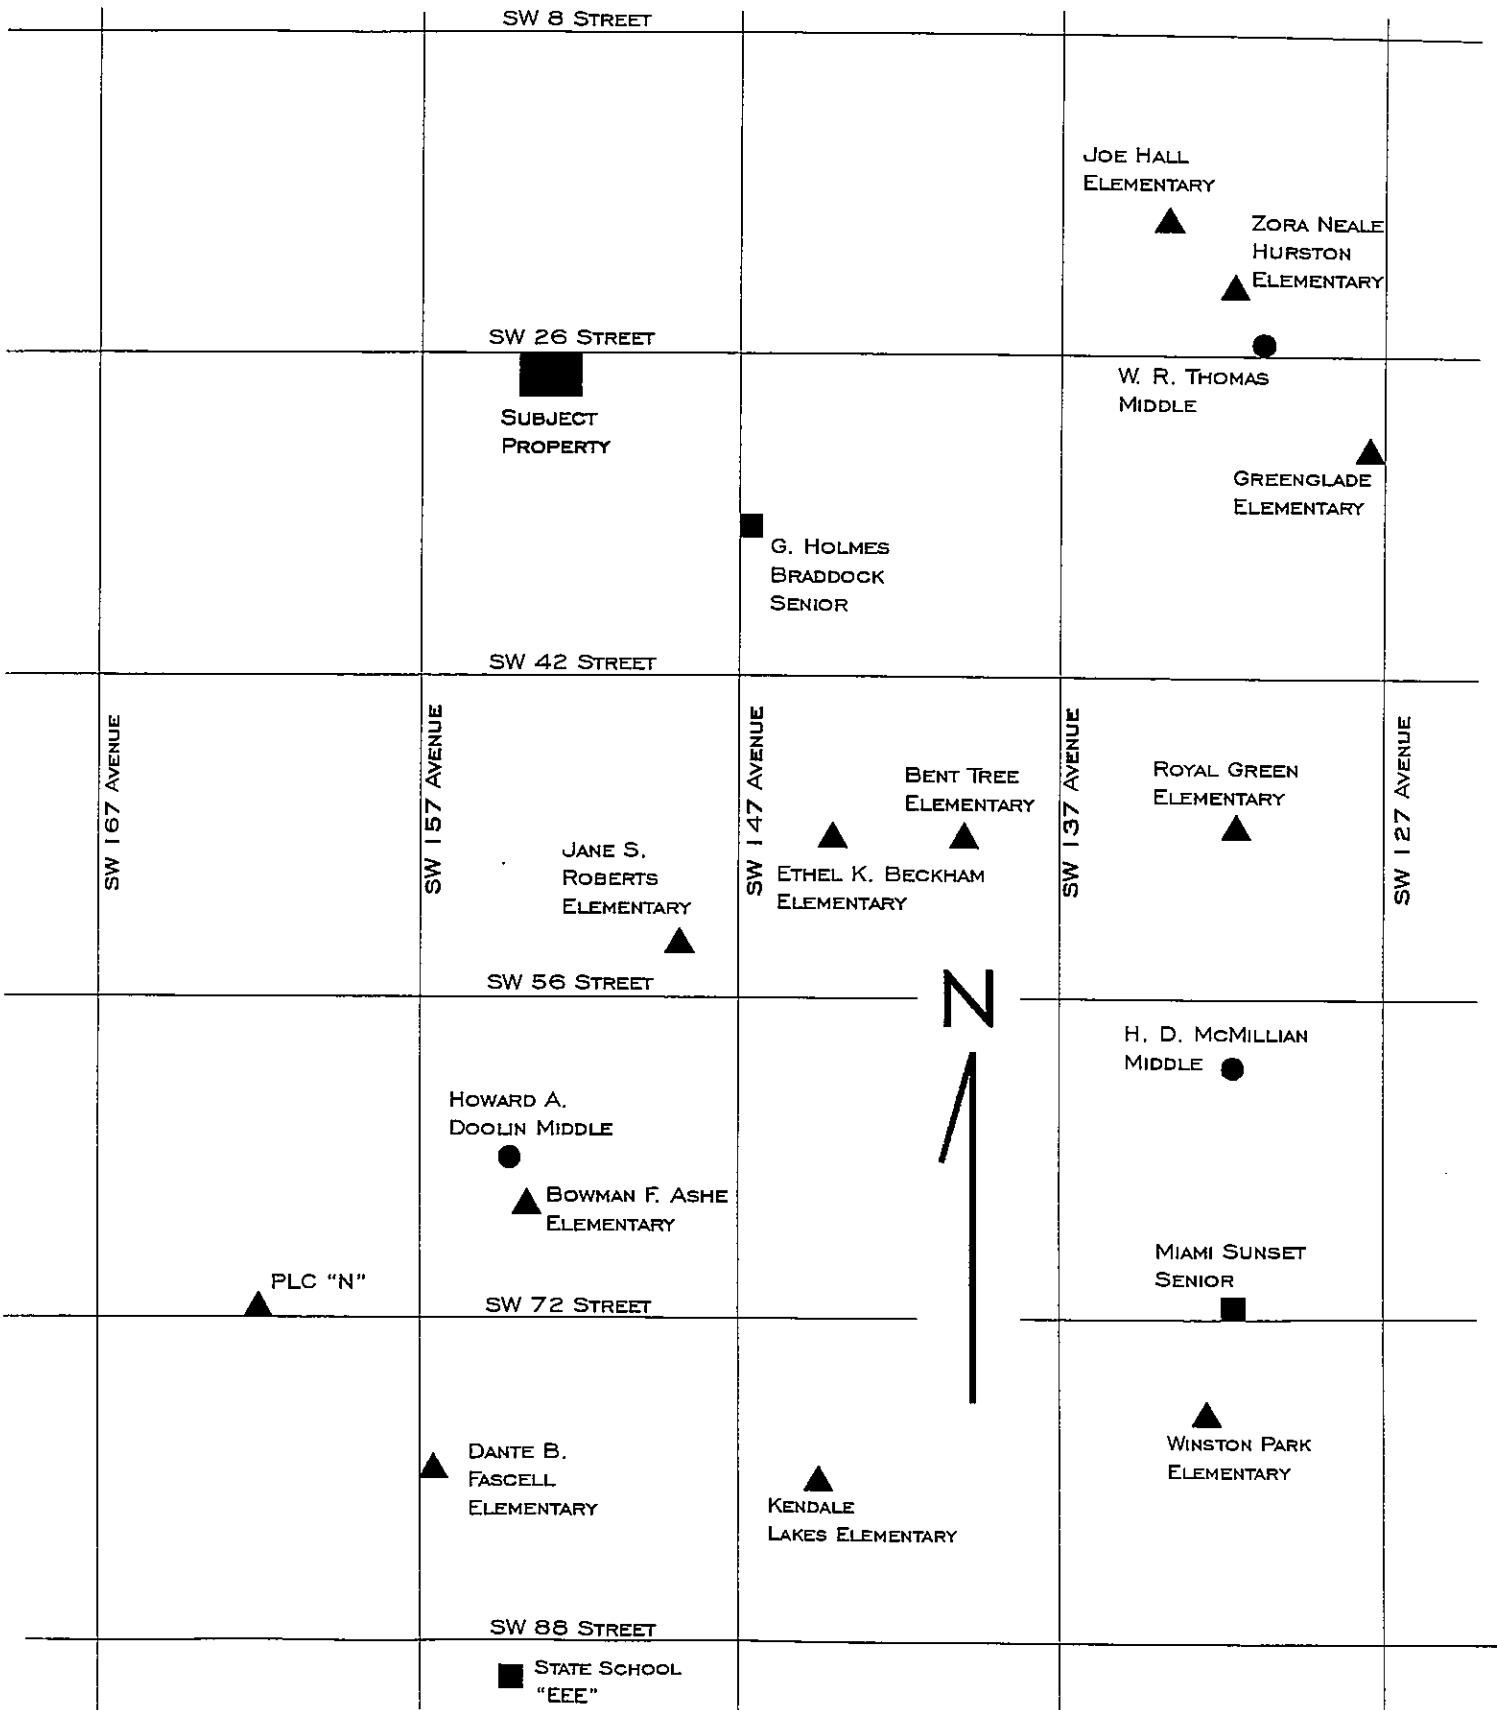 SW 8 STREET
JOE HALL
ELEMENTARY
ZORA NEALE
HURSTON
ELEMENTARY
SW 26 STREET
W. R. THOMAS
MIDDLE
SUBJECT
PROPERTY
GREENGLADE
ELEMENTARY
G. HOLMES
BRADDOCK
SENIOR
SW 42 STREET
SW 167 AVENUE
SW 157 AVENUE
SW 147 AVENUE
SW 137 AVENUE
SW 127 AVENUE
BENT TREE
ELEMENTARY
ROYAL GREEN
ELEMENTARY
JANE S.
ROBERTS
ELEMENTARY
ETHEL K. BECKHAM
ELEMENTARY
SW 56 STREET
N
H. D. MCMILLIAN
MIDDLE
HOWARD A.
DOOLIN MIDDLE
BOWMAN F. ASHE
ELEMENTARY
MIAMI SUNSET
SENIOR
PLC "N"
SW 72 STREET
WINSTON PARK
ELEMENTARY
DANTE B.
FASCELL
ELEMENTARY
KENDALE
LAKES ELEMENTARY
SW 88 STREET
STATE SCHOOL
"EEE"